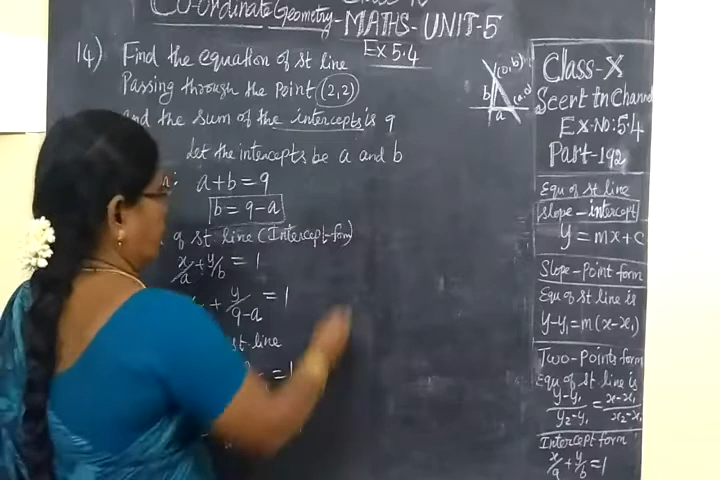 Co-ordinate Geometry - MATHS - UNIT-5
Ex 5.4
14) Find the equation of st line
Passing through the point (2,2)
and the sum of the intercepts is 9
Let the intercepts be a and b
a+b = 9
b = 9-a
of st line (Intercept-form)
x/a + y/b = 1
+ y/9-a = 1
st-line
= 1
(0,b)
b
(a,0)
a
Class-X
Seert tn Channel
Ex.No:5.4
Part-192
Equ of st line
slope-intercept
y = mx+c
Slope-Point form
Equ of st line is
y-y₁ = m(x-x₁)
Two-Points form
Equ of st line is
y-y₁/y₂-y₁ = x-x₁/x₂-x₁
Intercept form
x/a + y/b = 1